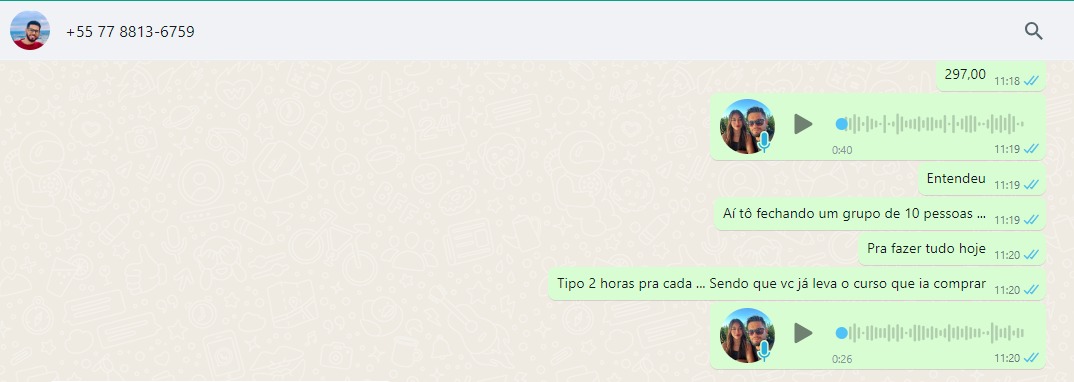 +55 77 8813-6759
297,00 11:18
0:40 11:19
Entendeu 11:19
Aí tô fechando um grupo de 10 pessoas ... 11:19
Pra fazer tudo hoje 11:20
Tipo 2 horas pra cada ... Sendo que vc já leva o curso que ia comprar 11:20
0:26 11:20